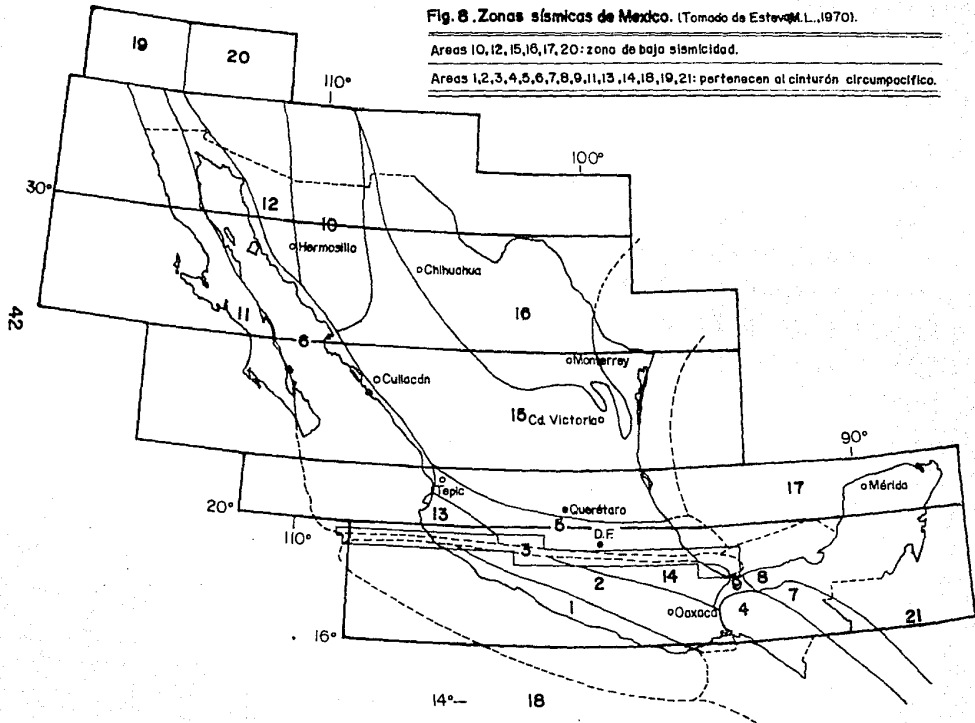 Fig. 8. Zonas sísmicas de Mexico. (Tomado de Esteva M.L.,1970).
Areas 10,12,15,16,17,20: zona de baja sismicidad.
Areas 1,2,3,4,5,6,7,8,9,11,13,14,18,19,21: pertenecen al cinturón circumpacífico.
19
20
110°
100°
30°
12
10
Hermosillo
Chihuahua
11
16
42
6
Monterrey
Culiacán
15
Cd. Victoria
90°
Tepic
17
Mérida
20°
13
Querétaro
110°
5
D.F.
3
14
8
9
2
7
1
Oaxaca
4
21
16°
14°
18